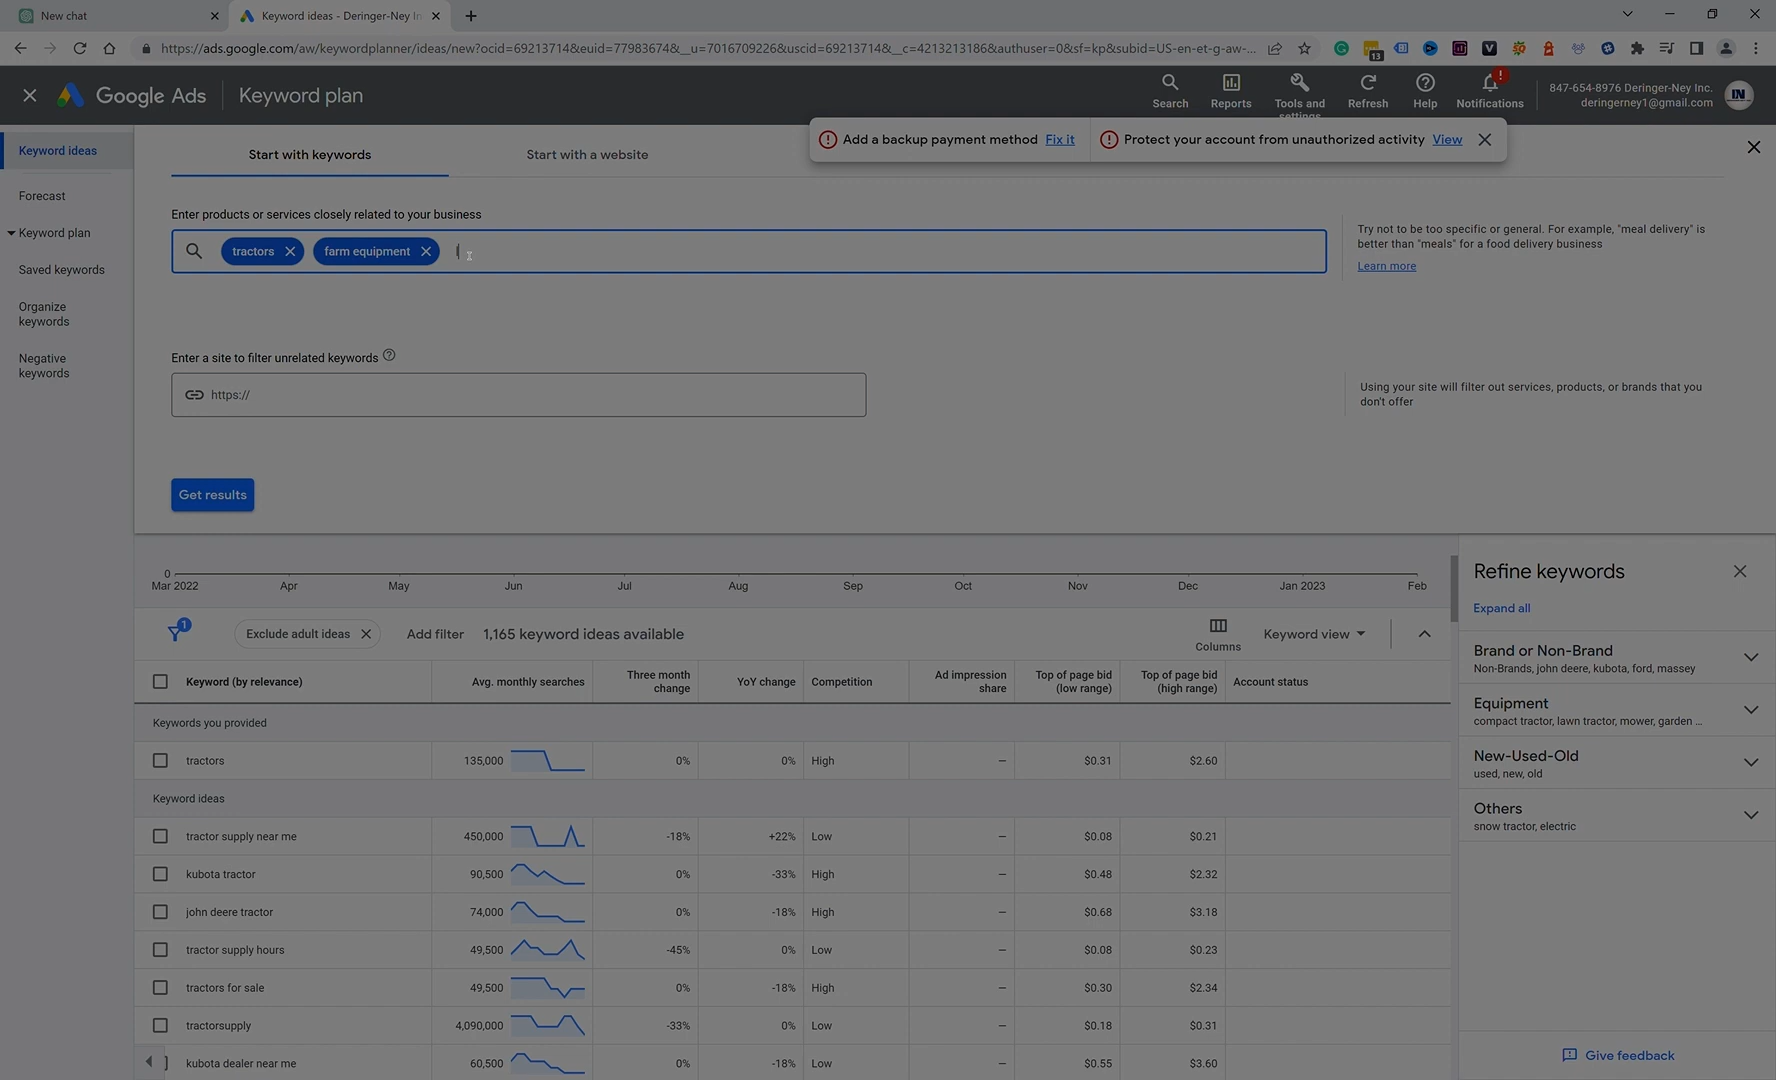 New chat
Keyword ideas - Deringer-Ney In
https://ads.google.com/aw/keywordplanner/ideas/new?ocid=69213714&euid=77983674&__u=7016709226&uscid=69213714&__c=4213213186&authuser=0&sf=kp&subid=US-en-et-g-aw-...
13
Google Ads
Keyword plan
Search
Reports
Tools and settings
Refresh
Help
!
Notifications
847-654-8976 Deringer-Ney Inc.
deringerney1@gmail.com
IN
Add a backup payment method Fix it
Protect your account from unauthorized activity View
Keyword ideas
Forecast
Keyword plan
Saved keywords
Organize
keywords
Negative
keywords
Start with keywords
Start with a website
Enter products or services closely related to your business
tractors
farm equipment
Try not to be too specific or general. For example, "meal delivery" is
better than "meals" for a food delivery business
Learn more
Enter a site to filter unrelated keywords
https://
Using your site will filter out services, products, or brands that you
don't offer
Get results
0
Mar 2022 Apr May Jun Jul Aug Sep Oct Nov Dec Jan 2023 Feb
1
Exclude adult ideas
Add filter
1,165 keyword ideas available
Columns
Keyword view
Keyword (by relevance) Avg. monthly searches Three month change YoY change Competition Ad impression share Top of page bid (low range) Top of page bid (high range) Account status
Keywords you provided
tractors 135,000 0% 0% High – $0.31 $2.60
Keyword ideas
tractor supply near me 450,000 -18% +22% Low – $0.08 $0.21
kubota tractor 90,500 0% -33% High – $0.48 $2.32
john deere tractor 74,000 0% -18% High – $0.68 $3.18
tractor supply hours 49,500 -45% 0% Low – $0.08 $0.23
tractors for sale 49,500 0% -18% High – $0.30 $2.34
tractorsupply 4,090,000 -33% 0% Low – $0.18 $0.31
kubota dealer near me 60,500 0% -18% Low – $0.55 $3.60
Refine keywords
Expand all
Brand or Non-Brand
Non-Brands, john deere, kubota, ford, massey
Equipment
compact tractor, lawn tractor, mower, garden ...
New-Used-Old
used, new, old
Others
snow tractor, electric
Give feedback